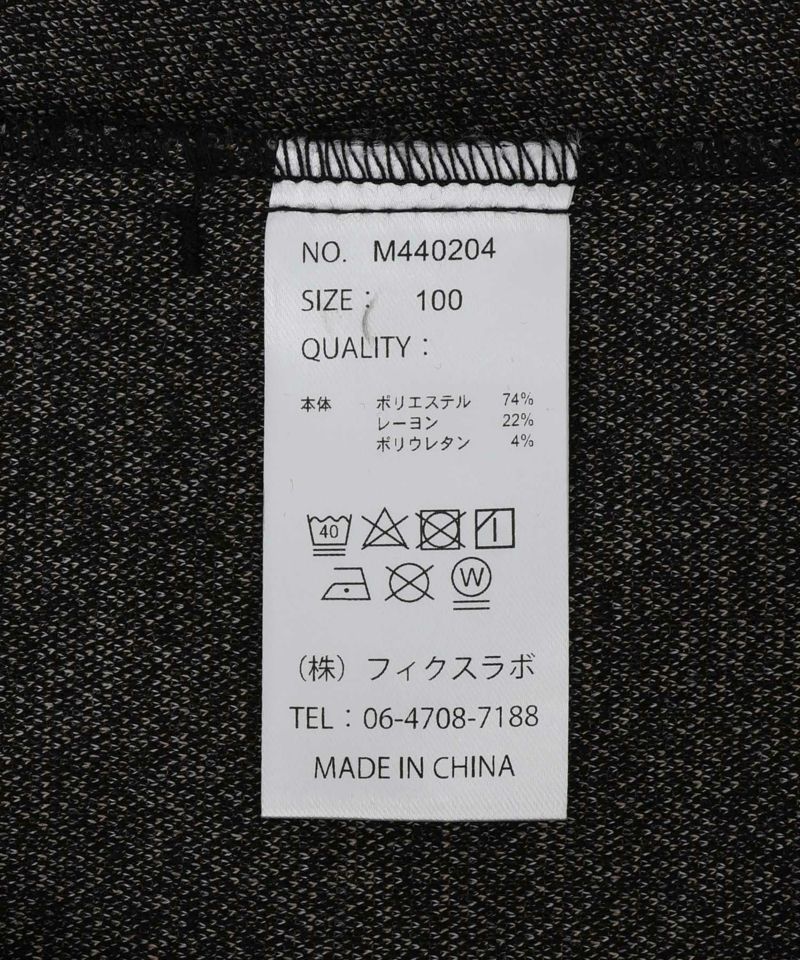 NO. M440204
SIZE： 100
QUALITY：
本体 ポリエステル 74%
レーヨン 22%
ポリウレタン 4%
40
W
（株）フィクスラボ
TEL：06-4708-7188
MADE IN CHINA